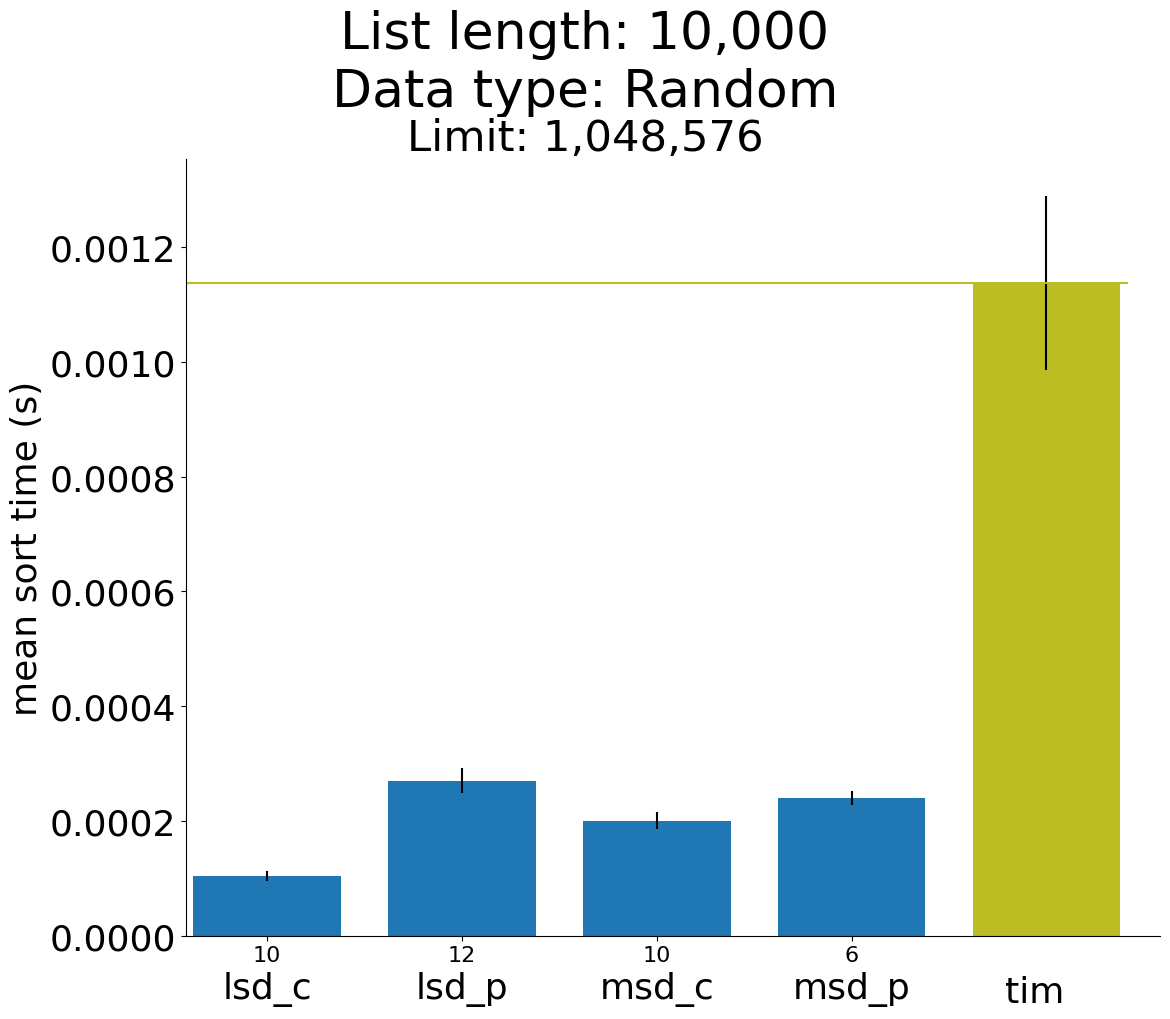 List length: 10,000
Data type: Random
Limit: 1,048,576
mean sort time (s)
0.0012
0.0010
0.0008
0.0006
0.0004
0.0002
0.0000
10 12 10 6
lsd_c lsd_p msd_c msd_p tim